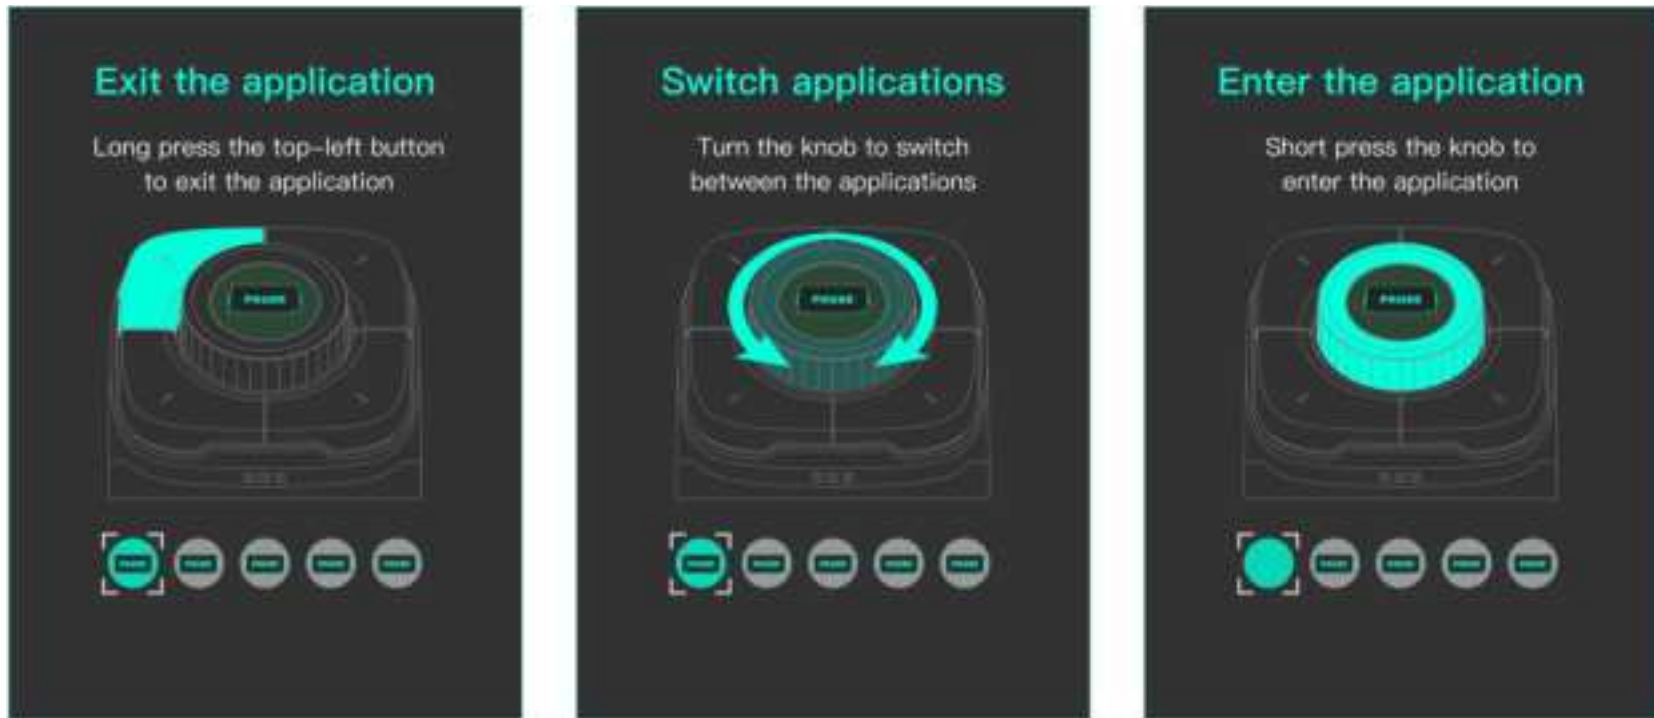 Exit the application
Long press the top-left button
to exit the application
PHASE
Switch applications
Turn the knob to switch
between the applications
Enter the application
Short press the knob to
enter the application